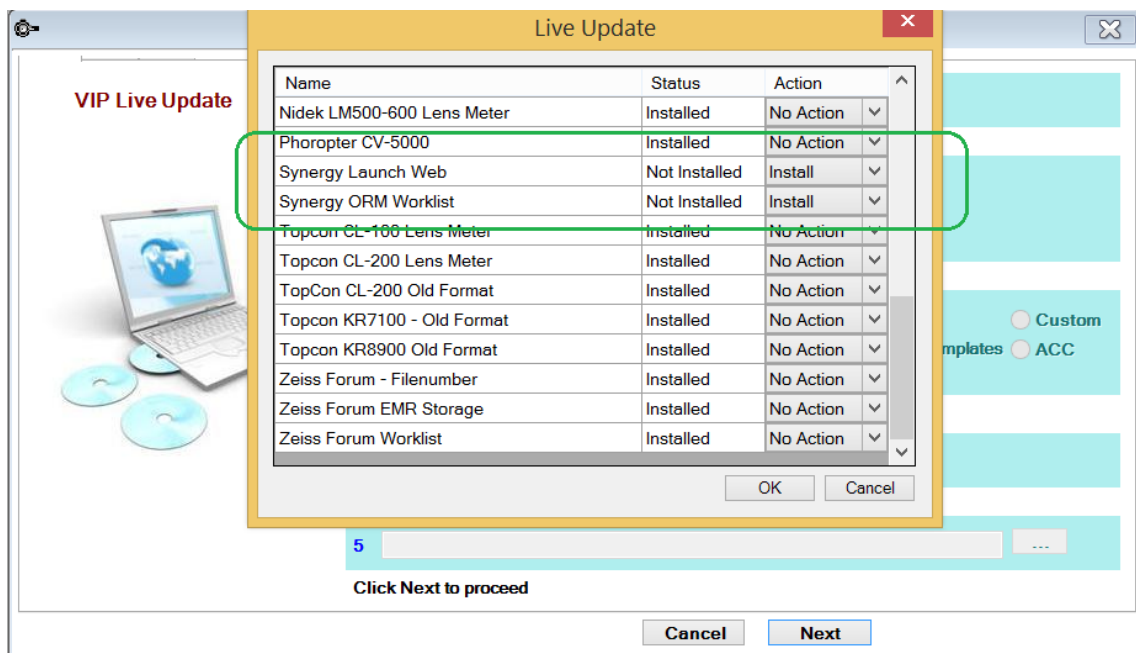 Live Update
VIP Live Update
Name Status Action
Nidek LM500-600 Lens Meter Installed No Action
Phoropter CV-5000 Installed No Action
Synergy Launch Web Not Installed Install
Synergy ORM Worklist Not Installed Install
Topcon CL-100 Lens Meter Installed No Action
Topcon CL-200 Lens Meter Installed No Action
TopCon CL-200 Old Format Installed No Action
Topcon KR7100 - Old Format Installed No Action
Topcon KR8900 Old Format Installed No Action
Zeiss Forum - Filenumber Installed No Action
Zeiss Forum EMR Storage Installed No Action
Zeiss Forum Worklist Installed No Action
OK Cancel
Custom
mplates ACC
5 ...
Click Next to proceed
Cancel Next